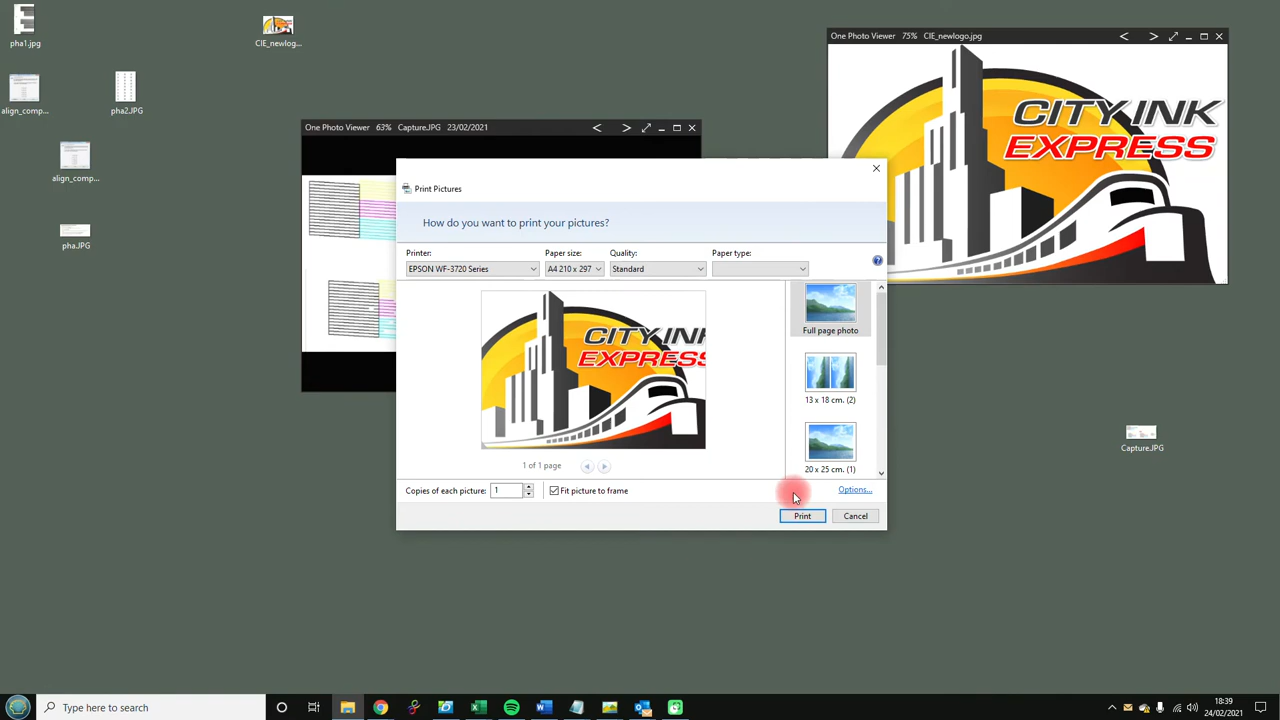 pha1.jpg
CIE_newlog...
align_comp...
pha2.JPG
align_comp...
pha.JPG
One Photo Viewer 75% CIE_newlogo.jpg
CITY INK
EXPRESS
One Photo Viewer 63% Capture.JPG 23/02/2021
Print Pictures
How do you want to print your pictures?
Printer:
Paper size:
Quality:
Paper type:
EPSON WF-3720 Series
A4 210 x 297
Standard
CITY INK
EXPRESS
Full page photo
13 x 18 cm. (2)
20 x 25 cm. (1)
1 of 1 page
Copies of each picture: 1
Fit picture to frame
Options...
Print
Cancel
Capture.JPG
Type here to search
18:39
24/02/2021